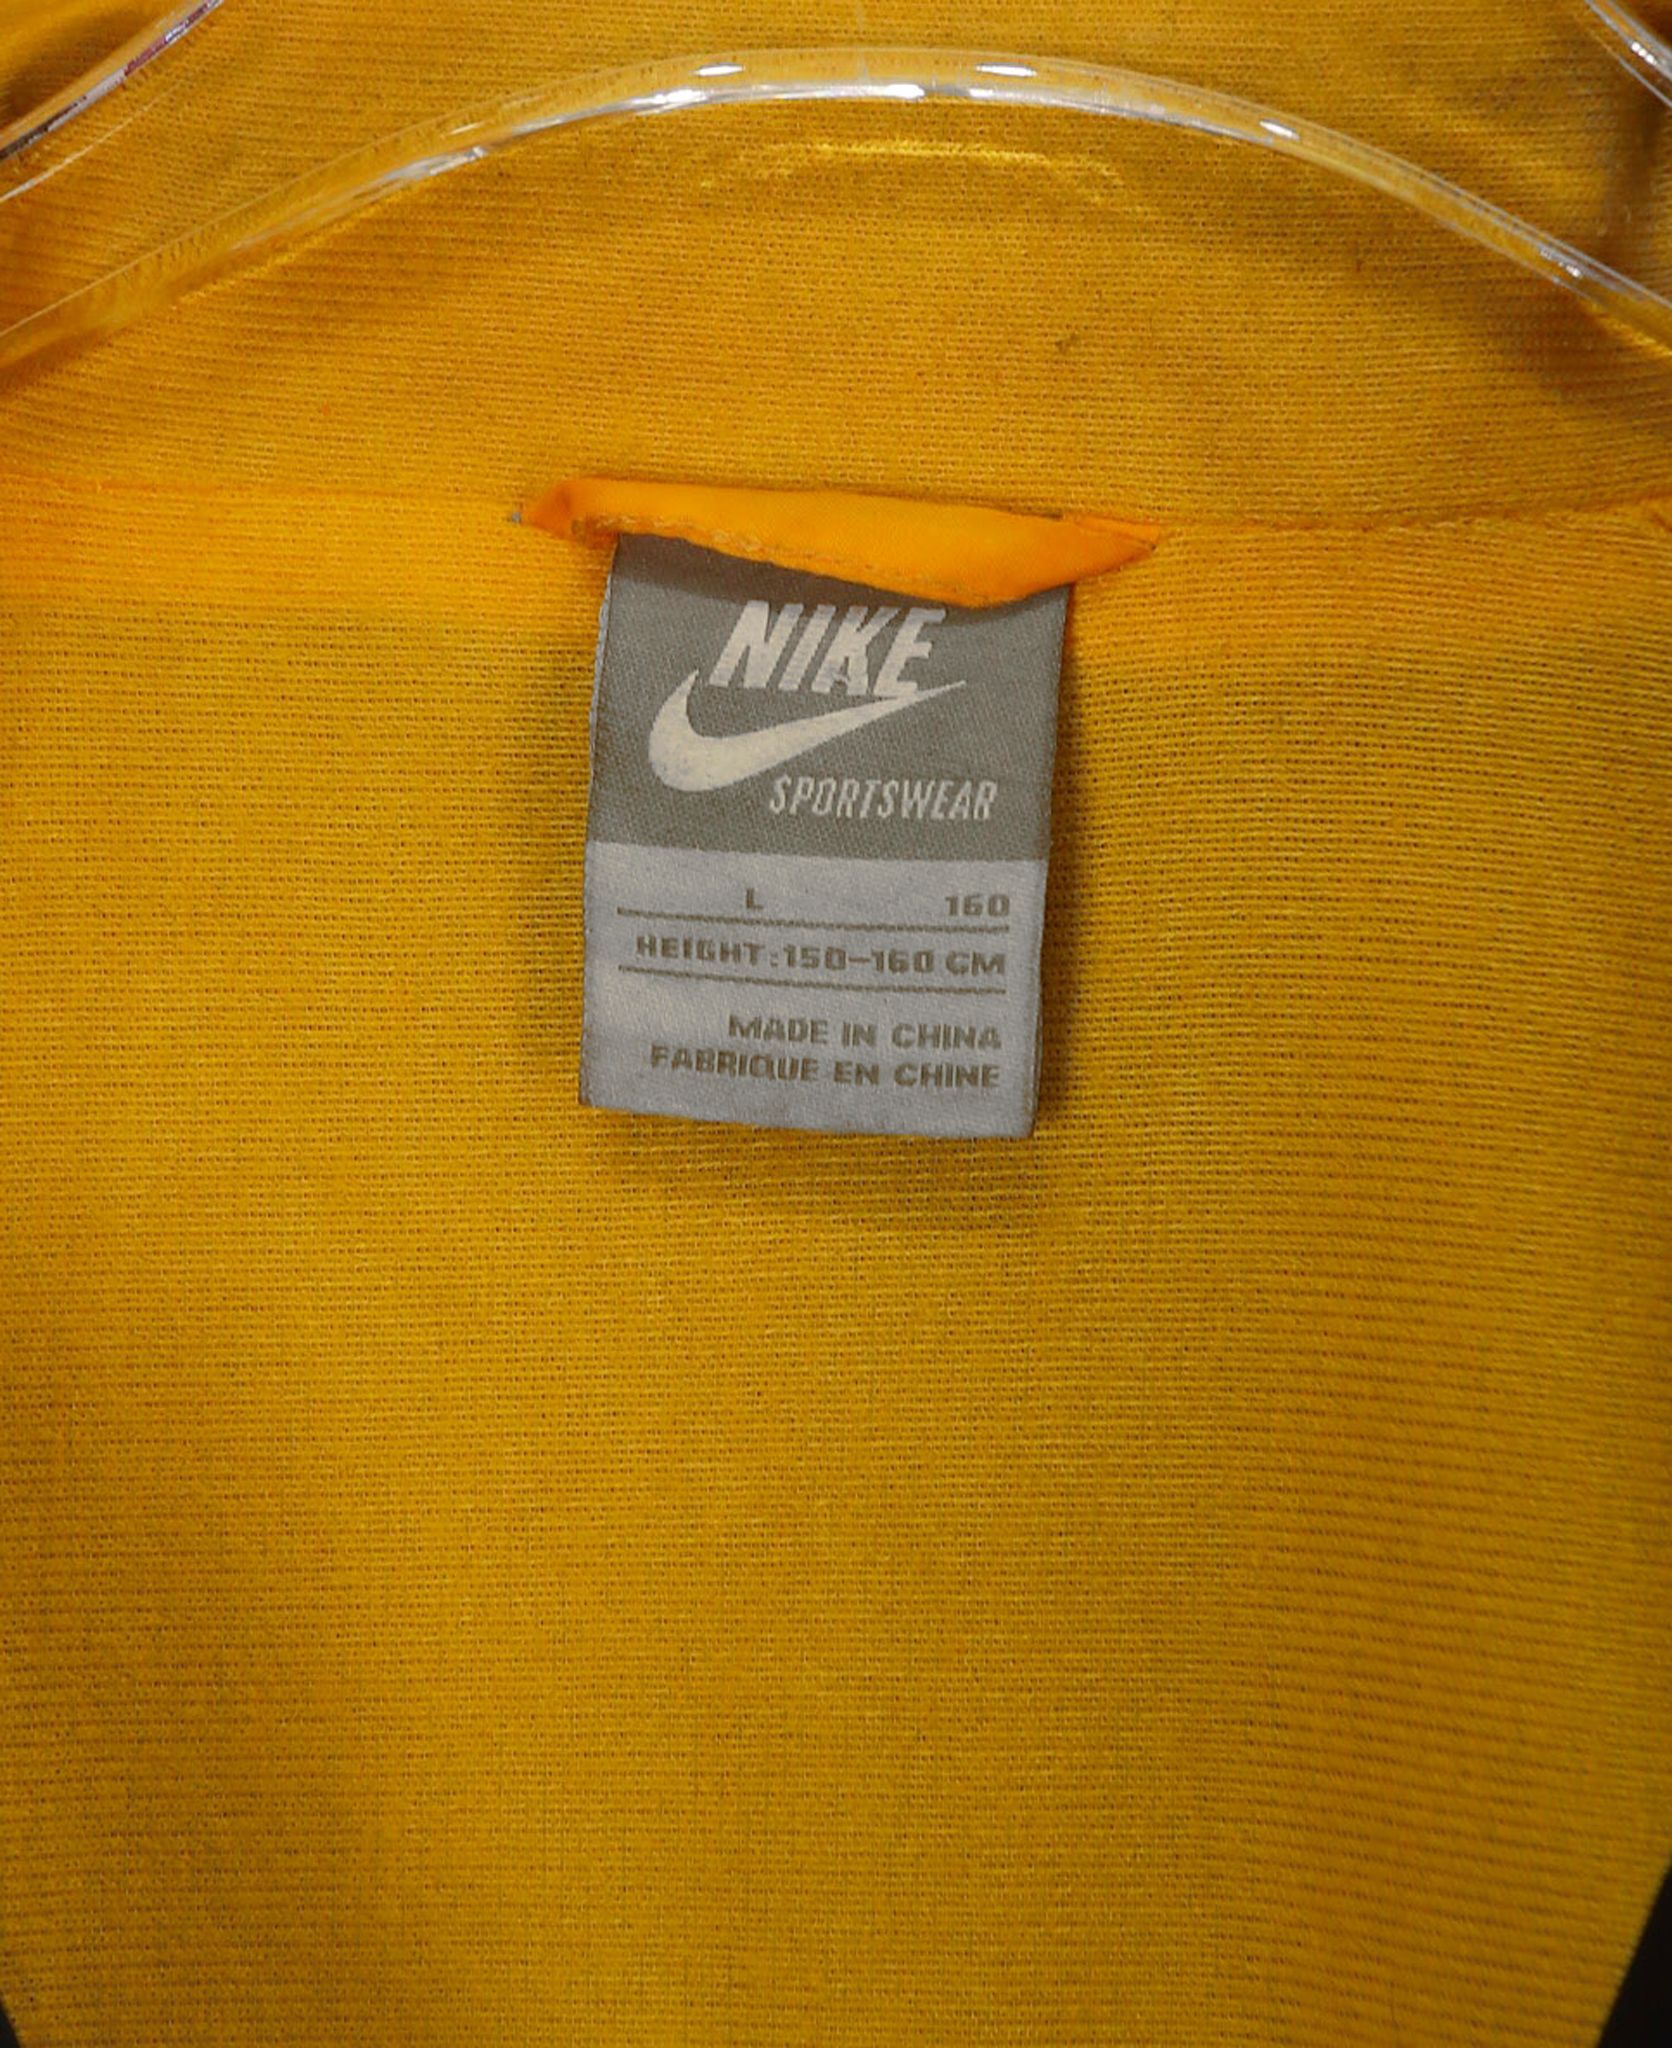 NIKE
SPORTSWEAR
L 160
HEIGHT:150-160 CM
MADE IN CHINA
FABRIQUE EN CHINE